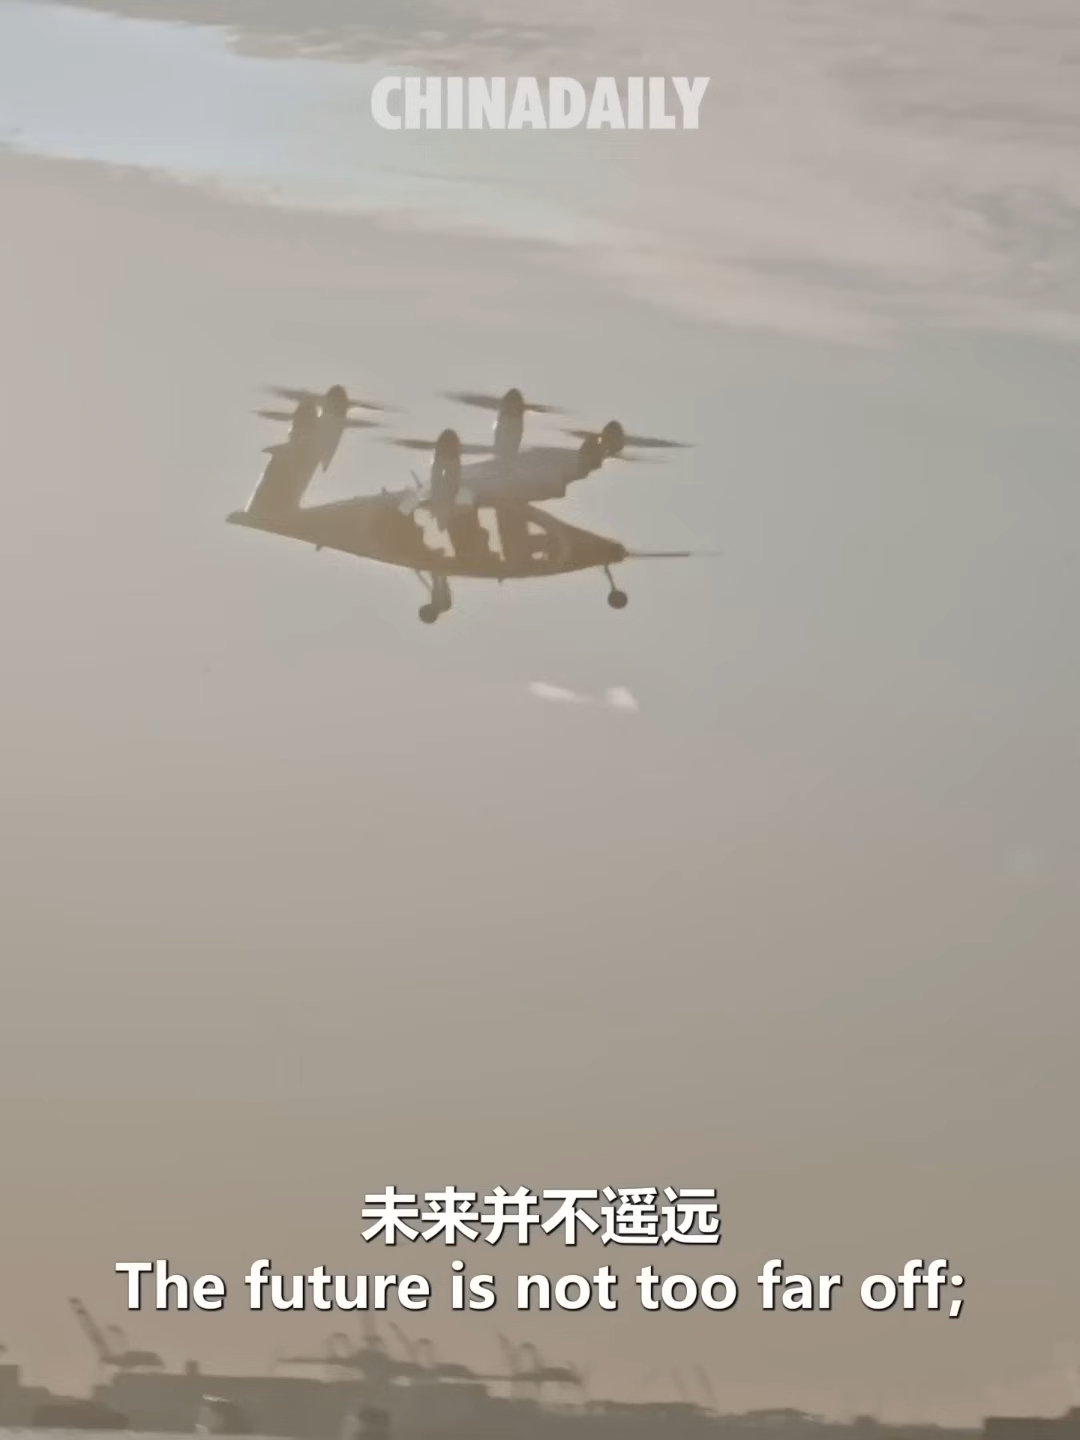 CHINADAILY
未来并不遥远
The future is not too far off;